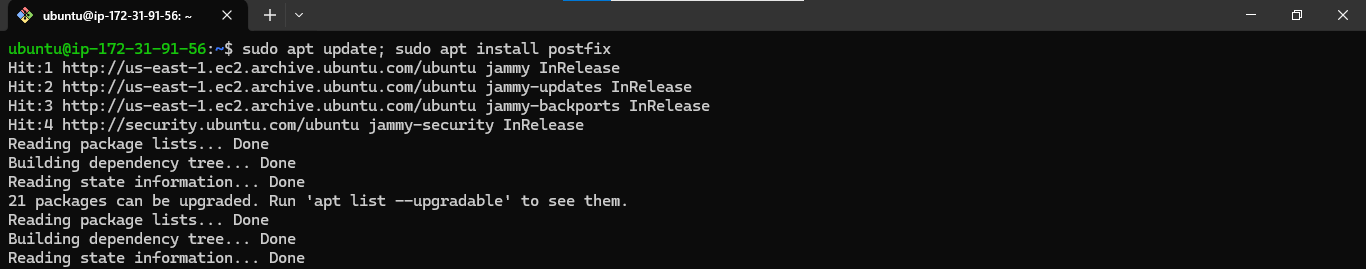 ubuntu@ip-172-31-91-56: ~
ubuntu@ip-172-31-91-56:~$ sudo apt update; sudo apt install postfix
Hit:1 http://us-east-1.ec2.archive.ubuntu.com/ubuntu jammy InRelease
Hit:2 http://us-east-1.ec2.archive.ubuntu.com/ubuntu jammy-updates InRelease
Hit:3 http://us-east-1.ec2.archive.ubuntu.com/ubuntu jammy-backports InRelease
Hit:4 http://security.ubuntu.com/ubuntu jammy-security InRelease
Reading package lists... Done
Building dependency tree... Done
Reading state information... Done
21 packages can be upgraded. Run 'apt list --upgradable' to see them.
Reading package lists... Done
Building dependency tree... Done
Reading state information... Done